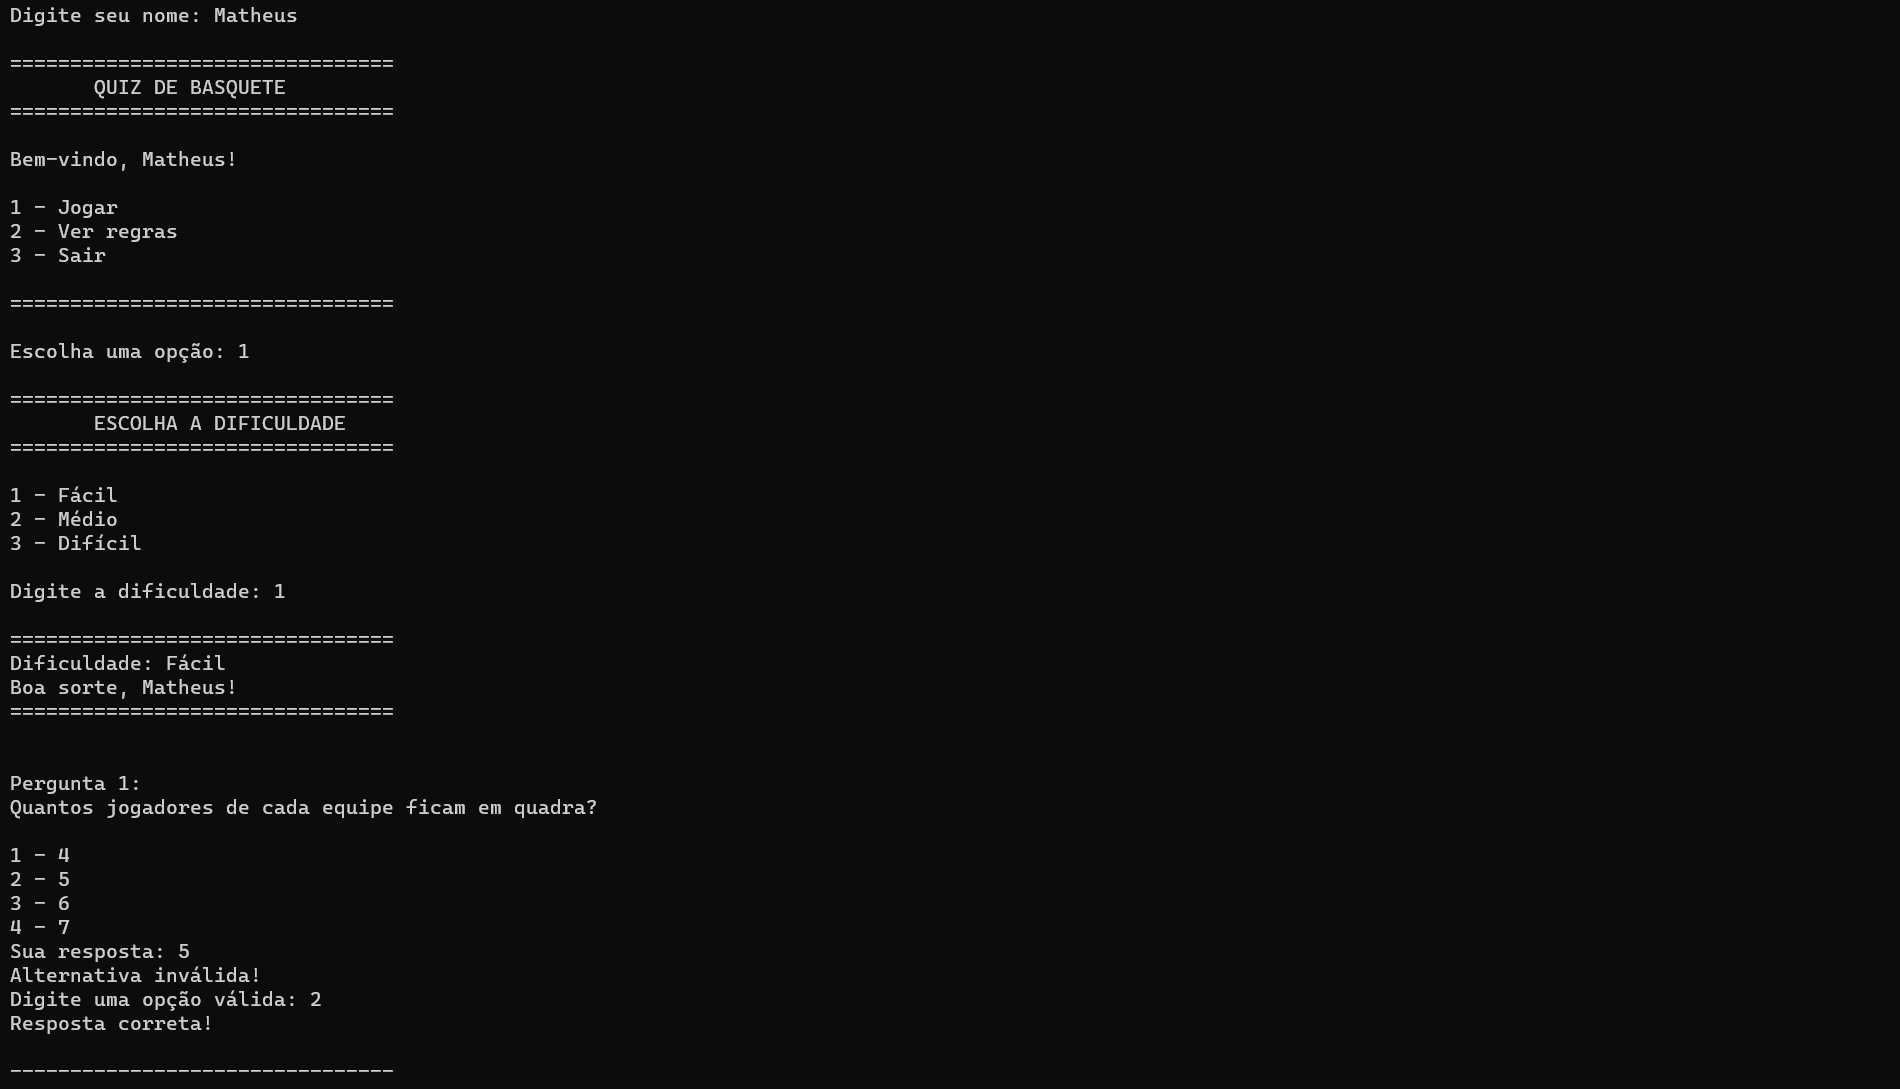 Digite seu nome: Matheus
================================
QUIZ DE BASQUETE
================================
Bem-vindo, Matheus!
1 - Jogar
2 - Ver regras
3 - Sair
================================
Escolha uma opção: 1
================================
ESCOLHA A DIFICULDADE
================================
1 - Fácil
2 - Médio
3 - Difícil
Digite a dificuldade: 1
================================
Dificuldade: Fácil
Boa sorte, Matheus!
================================
Pergunta 1:
Quantos jogadores de cada equipe ficam em quadra?
1 - 4
2 - 5
3 - 6
4 - 7
Sua resposta: 5
Alternativa inválida!
Digite uma opção válida: 2
Resposta correta!
--------------------------------